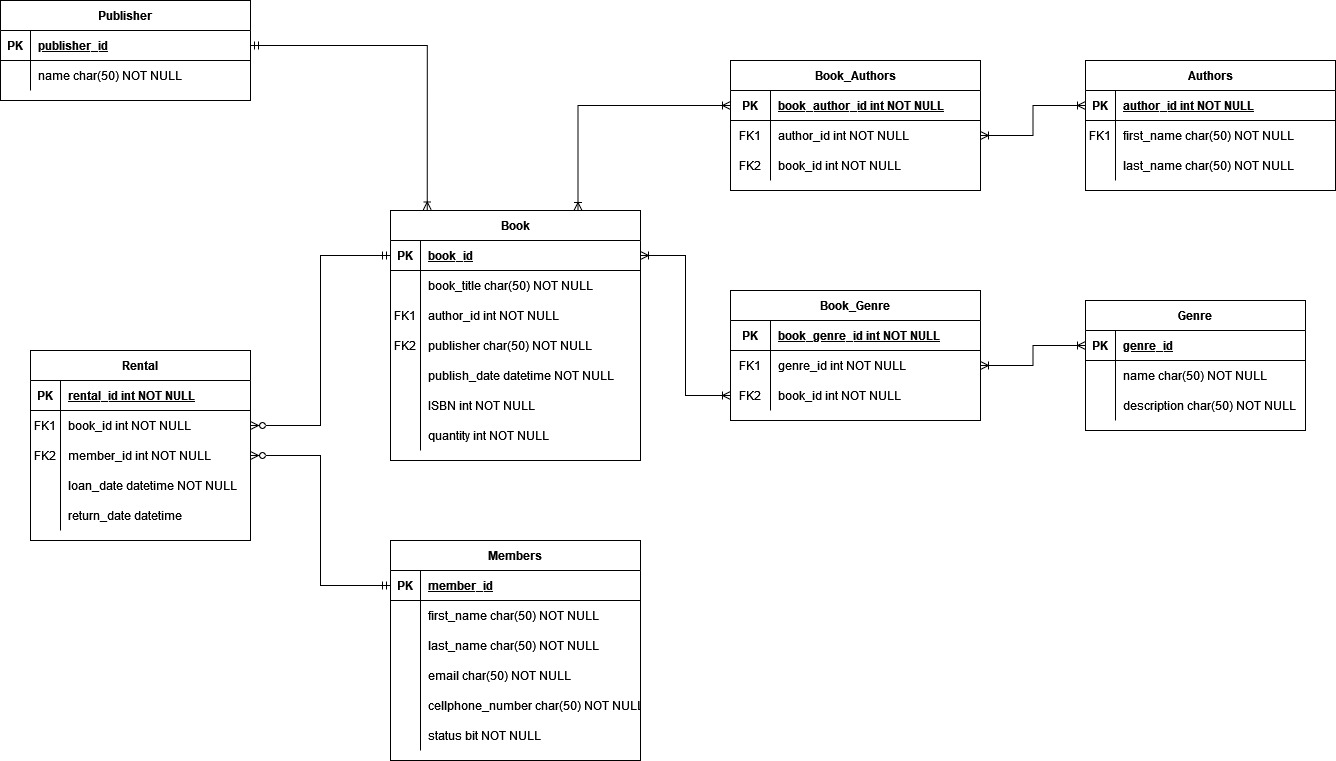 Publisher
PK publisher_id
name char(50) NOT NULL
Book_Authors
PK book_author_id int NOT NULL
FK1 author_id int NOT NULL
FK2 book_id int NOT NULL
Authors
PK author_id int NOT NULL
FK1 first_name char(50) NOT NULL
last_name char(50) NOT NULL
Book
PK book_id
book_title char(50) NOT NULL
FK1 author_id int NOT NULL
FK2 publisher char(50) NOT NULL
publish_date datetime NOT NULL
ISBN int NOT NULL
quantity int NOT NULL
Book_Genre
PK book_genre_id int NOT NULL
FK1 genre_id int NOT NULL
FK2 book_id int NOT NULL
Genre
PK genre_id
name char(50) NOT NULL
description char(50) NOT NULL
Rental
PK rental_id int NOT NULL
FK1 book_id int NOT NULL
FK2 member_id int NOT NULL
loan_date datetime NOT NULL
return_date datetime
Members
PK member_id
first_name char(50) NOT NULL
last_name char(50) NOT NULL
email char(50) NOT NULL
cellphone_number char(50) NOT NULL
status bit NOT NULL